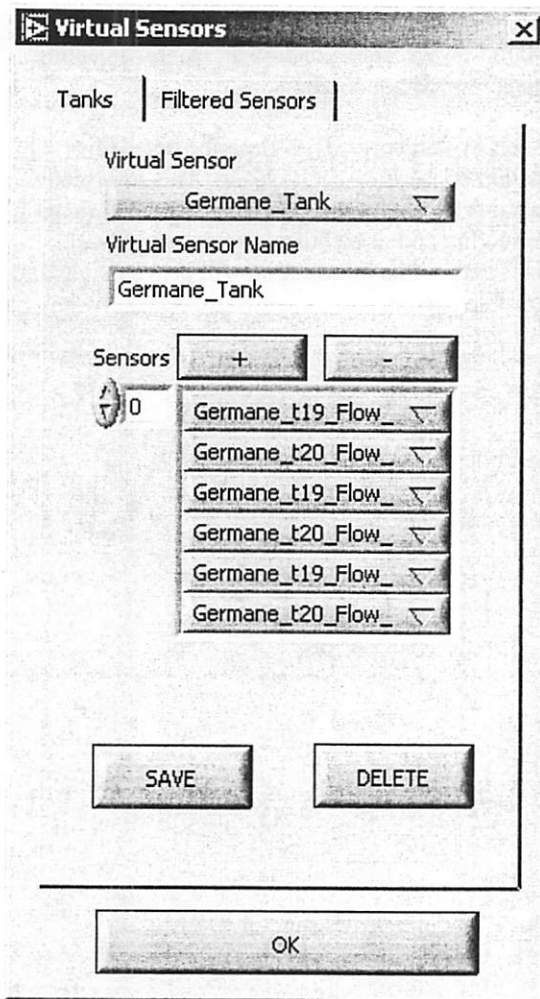 Virtual Sensors
Tanks Filtered Sensors
Virtual Sensor
Germane_Tank
Virtual Sensor Name
Germane_Tank
Sensors + -
0 Germane_t19_Flow_
Germane_t20_Flow_
Germane_t19_Flow_
Germane_t20_Flow_
Germane_t19_Flow_
Germane_t20_Flow_
SAVE DELETE
OK